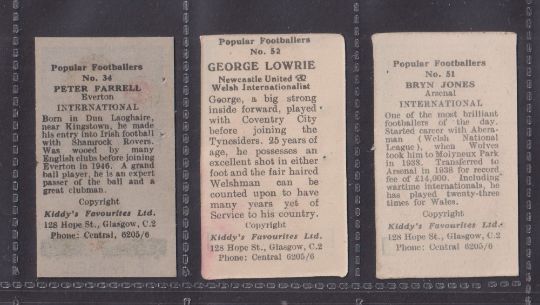 Popular Footballers
No. 34
PETER FARRELL
Everton
INTERNATIONAL
Born in Dun Laoghaire,
near Kingstown, he made
his entry into Irish football
with Shamrock Rovers.
Was wooed by many
English clubs before joining
Everton in 1946. A grand
ball player, he is an expert
passer of the ball and a
great clubman.
Copyright
Kiddy's Favourites Ltd.
128 Hope St., Glasgow, C.2
Phone: Central 6205/6
Popular Footballers
No. 52
GEORGE LOWRIE
Newcastle United &
Welsh Internationalist
George, a big strong
inside forward, played
with Coventry City
before joining the
Tynesiders. 25 years of
age, he possesses an
excellent shot in either
foot and the fair haired
Welshman can be
counted upon to have
many years yet of
Service to his country.
Copyright
Kiddy's Favourites Ltd.
128 Hope St., Glasgow, C.2
Phone: Central 6205/6
Popular Footballers
No. 51
BRYN JONES
Arsenal
INTERNATIONAL
One of the most brilliant
footballers of the day.
Started career with Abera-
man (Welsh National
League), when Wolves
took him to Molyneux Park
in 1933. Transferred to
Arsenal in 1938 for record
fee of £14,000. Including
wartime internationals, he
has played twenty-three
times for Wales.
Copyright
Kiddy's Favourites Ltd.
128 Hope St., Glasgow, C.2
Phone: Central 6205/6